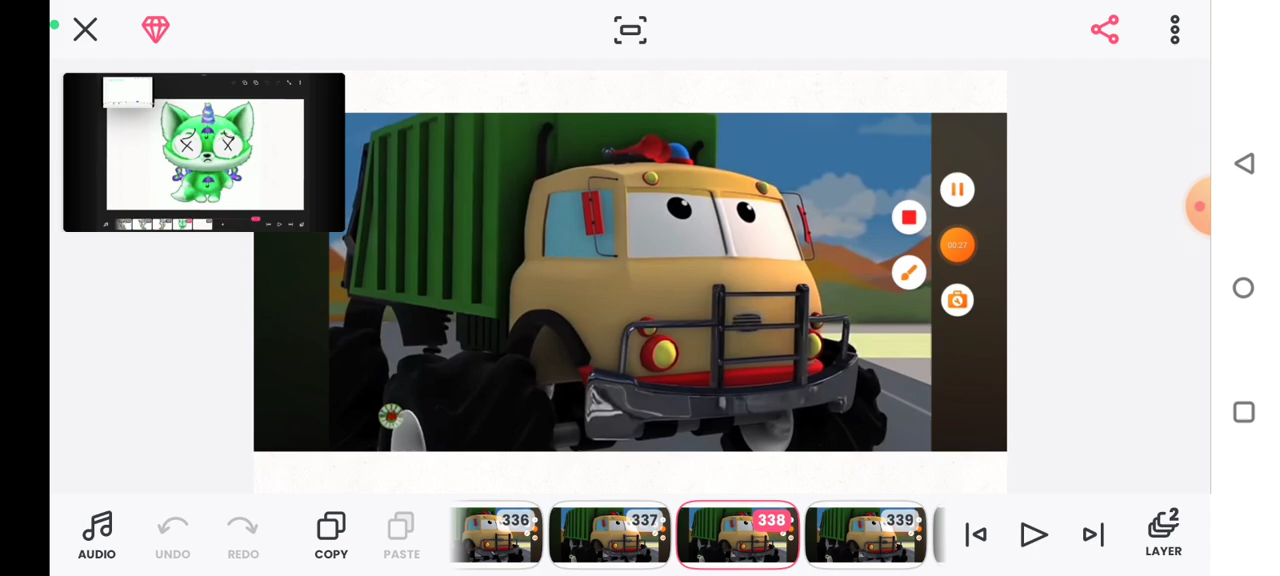 00:27
336
337
338
339
AUDIO
UNDO
REDO
COPY
PASTE
2
LAYER